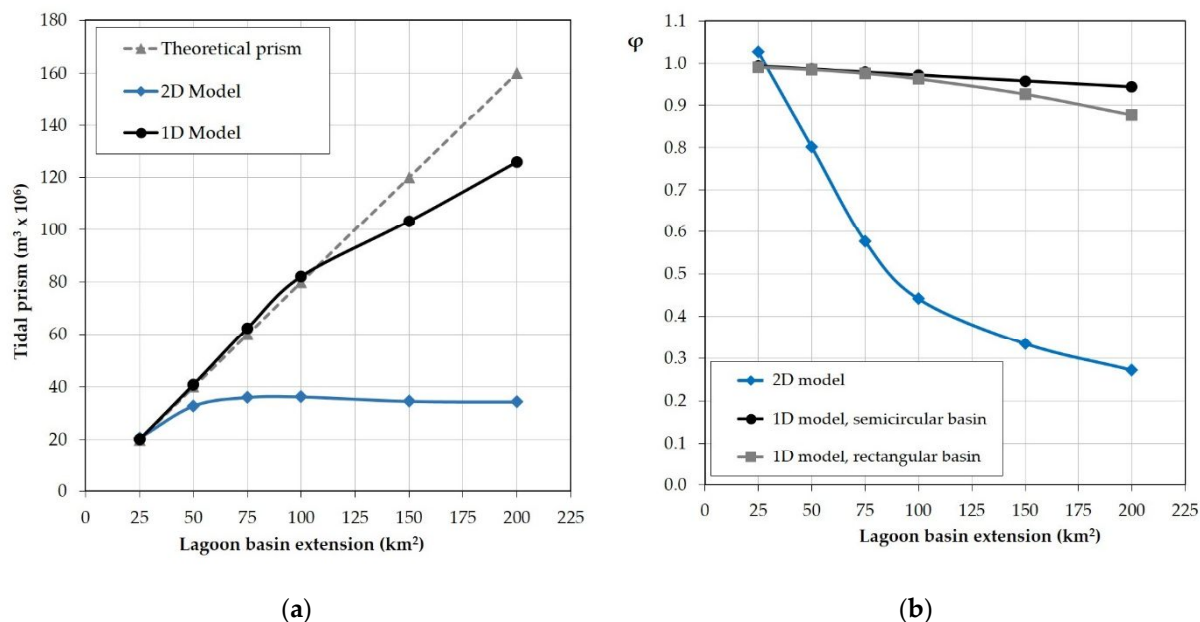 180
160
140
120
100
80
60
40
20
0
Tidal prism (m³ x 10⁶)
Theoretical prism
2D Model
1D Model
0 25 50 75 100 125 150 175 200 225
Lagoon basin extension (km²)
(a)
φ
1.1
1.0
0.9
0.8
0.7
0.6
0.5
0.4
0.3
0.2
0.1
0.0
2D model
1D model, semicircular basin
1D model, rectangular basin
0 25 50 75 100 125 150 175 200 225
Lagoon basin extension (km²)
(b)